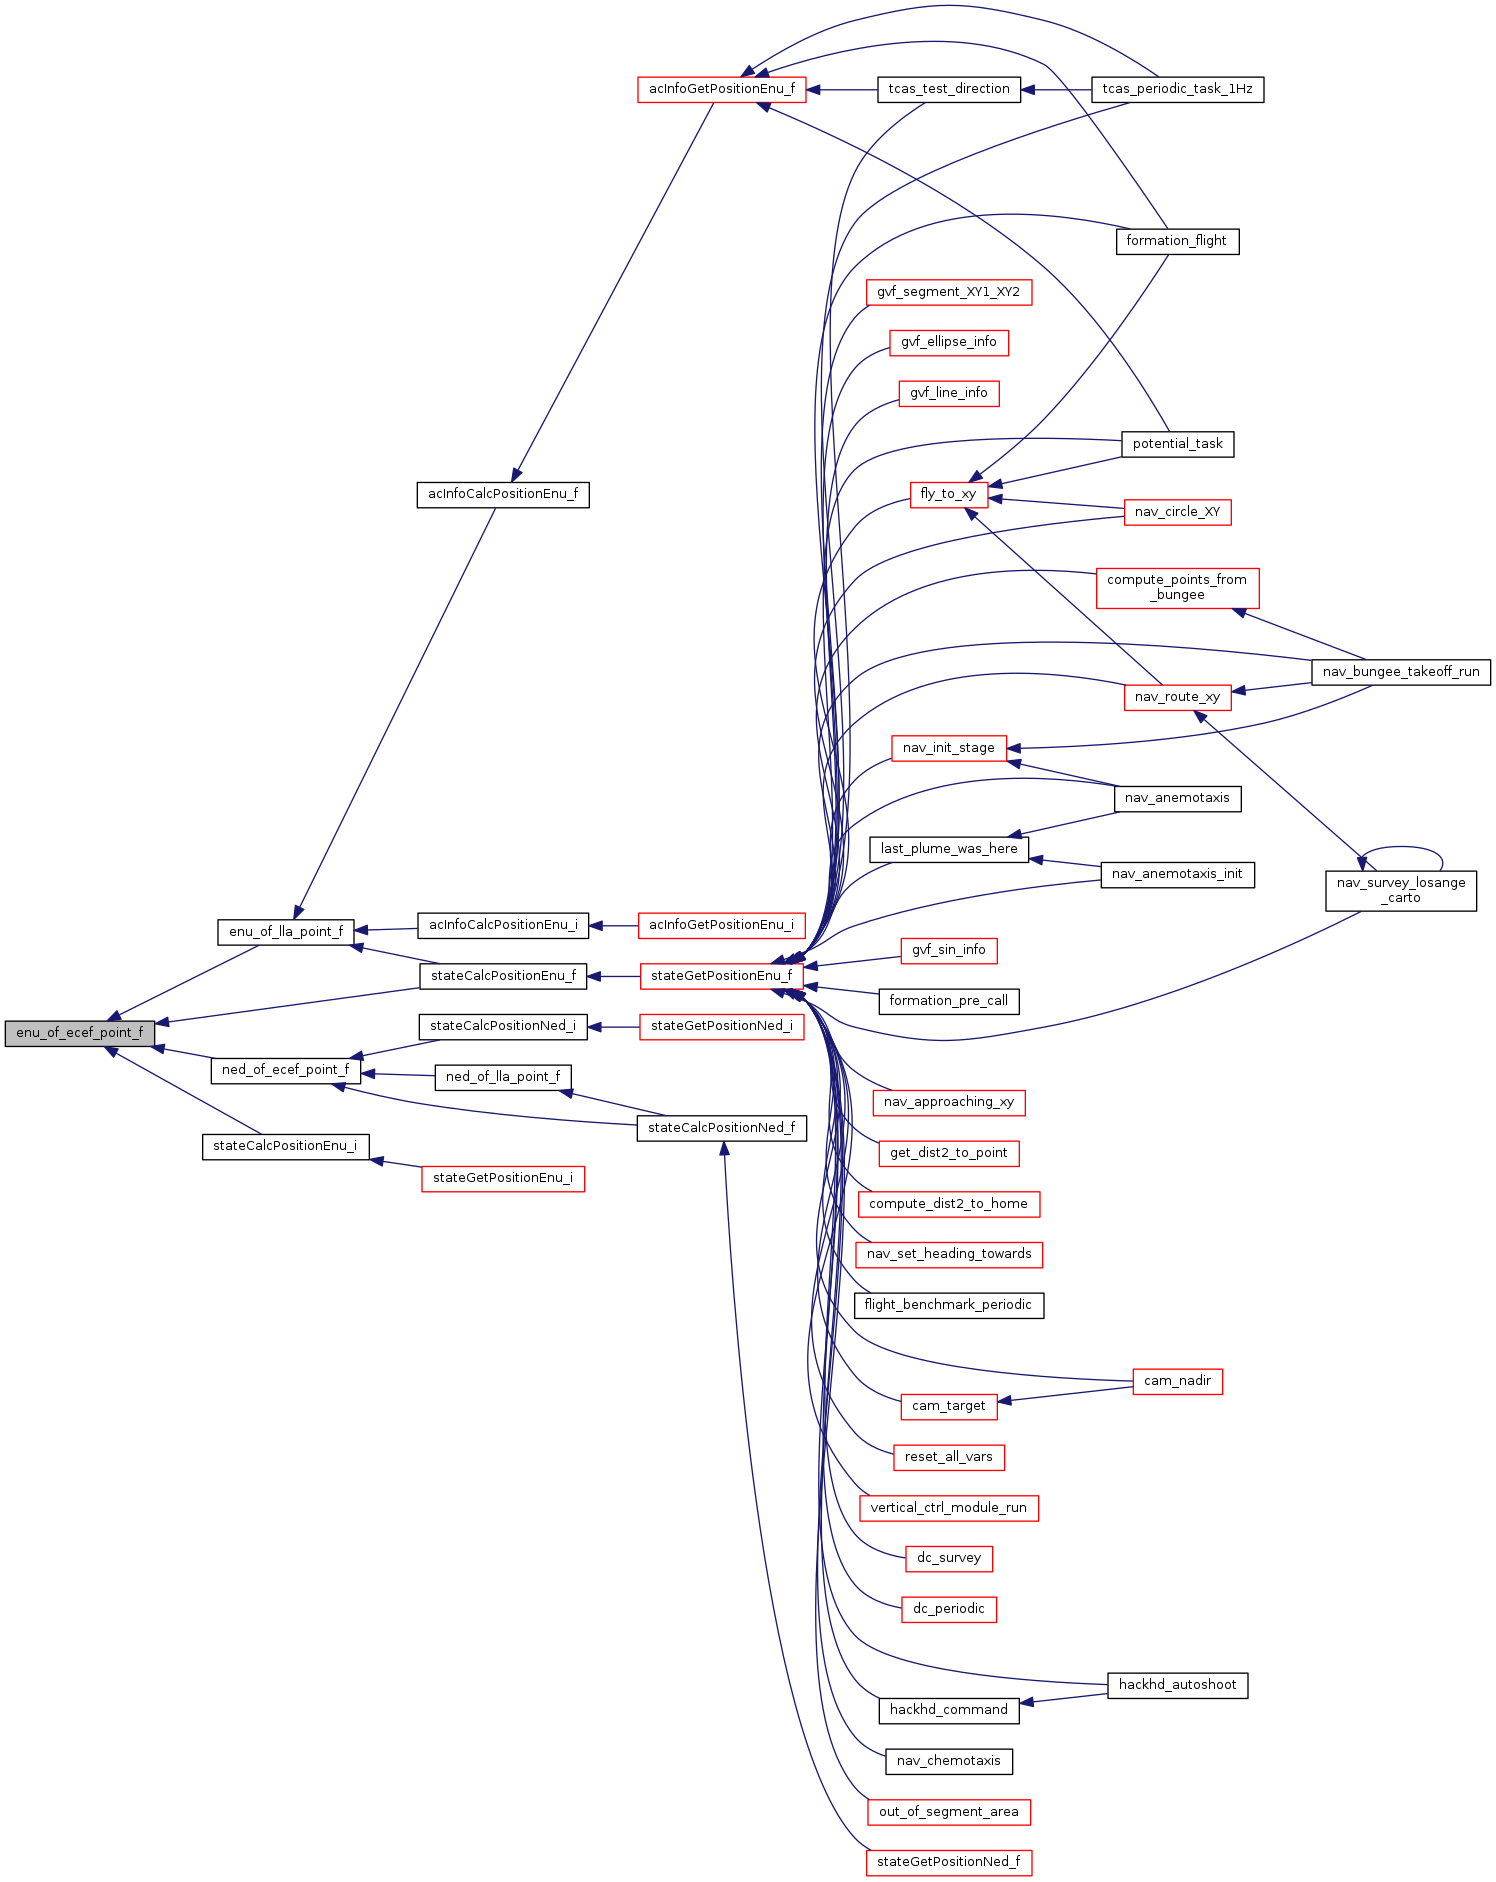 acInfoGetPositionEnu_f
tcas_test_direction
tcas_periodic_task_1Hz
formation_flight
gvf_segment_XY1_XY2
gvf_ellipse_info
gvf_line_info
potential_task
acInfoCalcPositionEnu_f
fly_to_xy
nav_circle_XY
compute_points_from
_bungee
nav_bungee_takeoff_run
nav_route_xy
nav_init_stage
nav_anemotaxis
last_plume_was_here
nav_anemotaxis_init
nav_survey_losange
_carto
enu_of_lla_point_f
acInfoCalcPositionEnu_i
acInfoGetPositionEnu_i
gvf_sin_info
stateCalcPositionEnu_f
stateGetPositionEnu_f
formation_pre_call
enu_of_ecef_point_f
stateCalcPositionNed_i
stateGetPositionNed_i
ned_of_ecef_point_f
ned_of_lla_point_f
nav_approaching_xy
stateCalcPositionNed_f
stateCalcPositionEnu_i
get_dist2_to_point
stateGetPositionEnu_i
compute_dist2_to_home
nav_set_heading_towards
flight_benchmark_periodic
cam_nadir
cam_target
reset_all_vars
vertical_ctrl_module_run
dc_survey
dc_periodic
hackhd_autoshoot
hackhd_command
nav_chemotaxis
out_of_segment_area
stateGetPositionNed_f